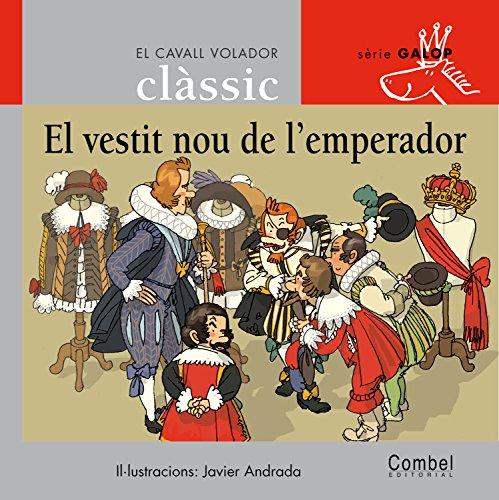 EL CAVALL VOLADOR
clàssic
sèrie GALOP
El vestit nou de l'emperador
Il·lustracions: Javier Andrada
Combel
EDITORIAL